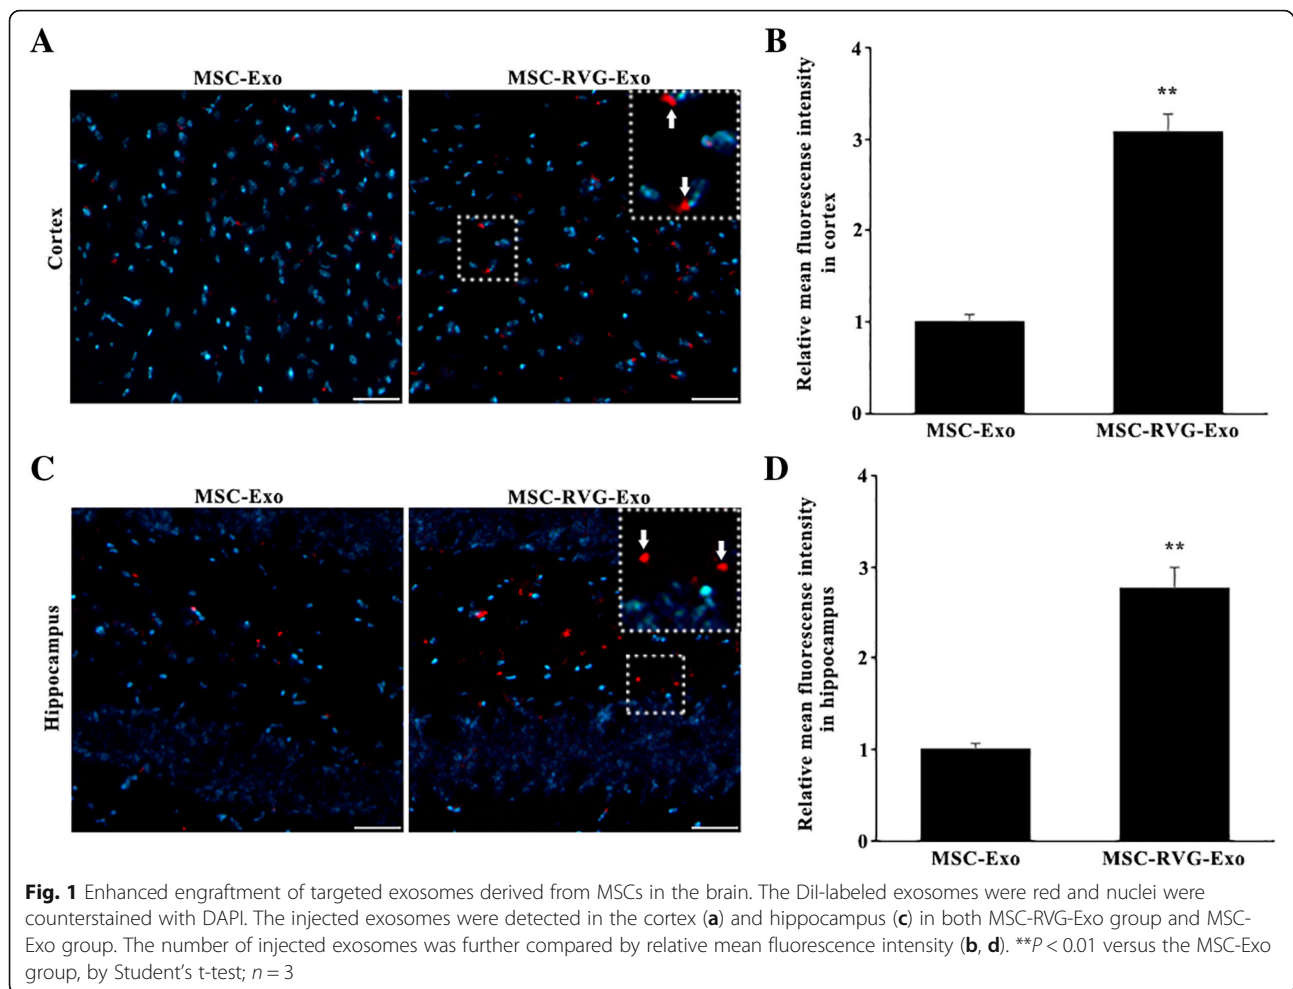 A
MSC-Exo
MSC-RVG-Exo
Cortex
B
Relative mean fluorescense intensity
in cortex
4
3
2
1
0
**
MSC-Exo
MSC-RVG-Exo
C
MSC-Exo
MSC-RVG-Exo
Hippocampus
D
Relative mean fluorescense intensity
in hippocampus
4
3
2
1
0
**
MSC-Exo
MSC-RVG-Exo
Fig. 1 Enhanced engraftment of targeted exosomes derived from MSCs in the brain. The DiI-labeled exosomes were red and nuclei were
counterstained with DAPI. The injected exosomes were detected in the cortex (a) and hippocampus (c) in both MSC-RVG-Exo group and MSC-
Exo group. The number of injected exosomes was further compared by relative mean fluorescence intensity (b, d). **P < 0.01 versus the MSC-Exo
group, by Student's t-test; n = 3